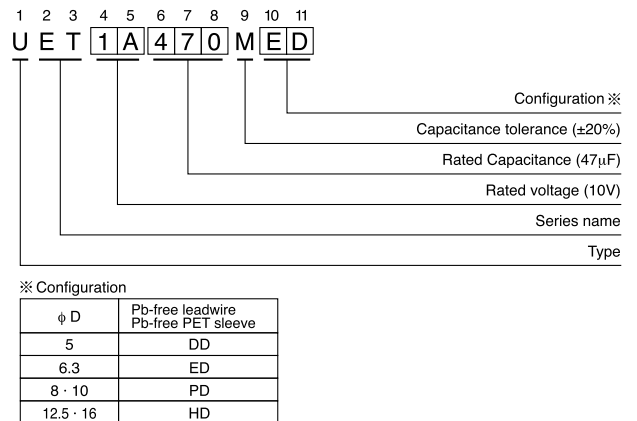 1 2 3 4 5 6 7 8 9 10 11
U E T 1 A 4 7 0 M E D
Configuration ※
Capacitance tolerance (±20%)
Rated Capacitance (47µF)
Rated voltage (10V)
Series name
Type
※ Configuration
ϕ D
Pb-free leadwire
Pb-free PET sleeve
5 DD
6.3 ED
8 · 10 PD
12.5 · 16 HD